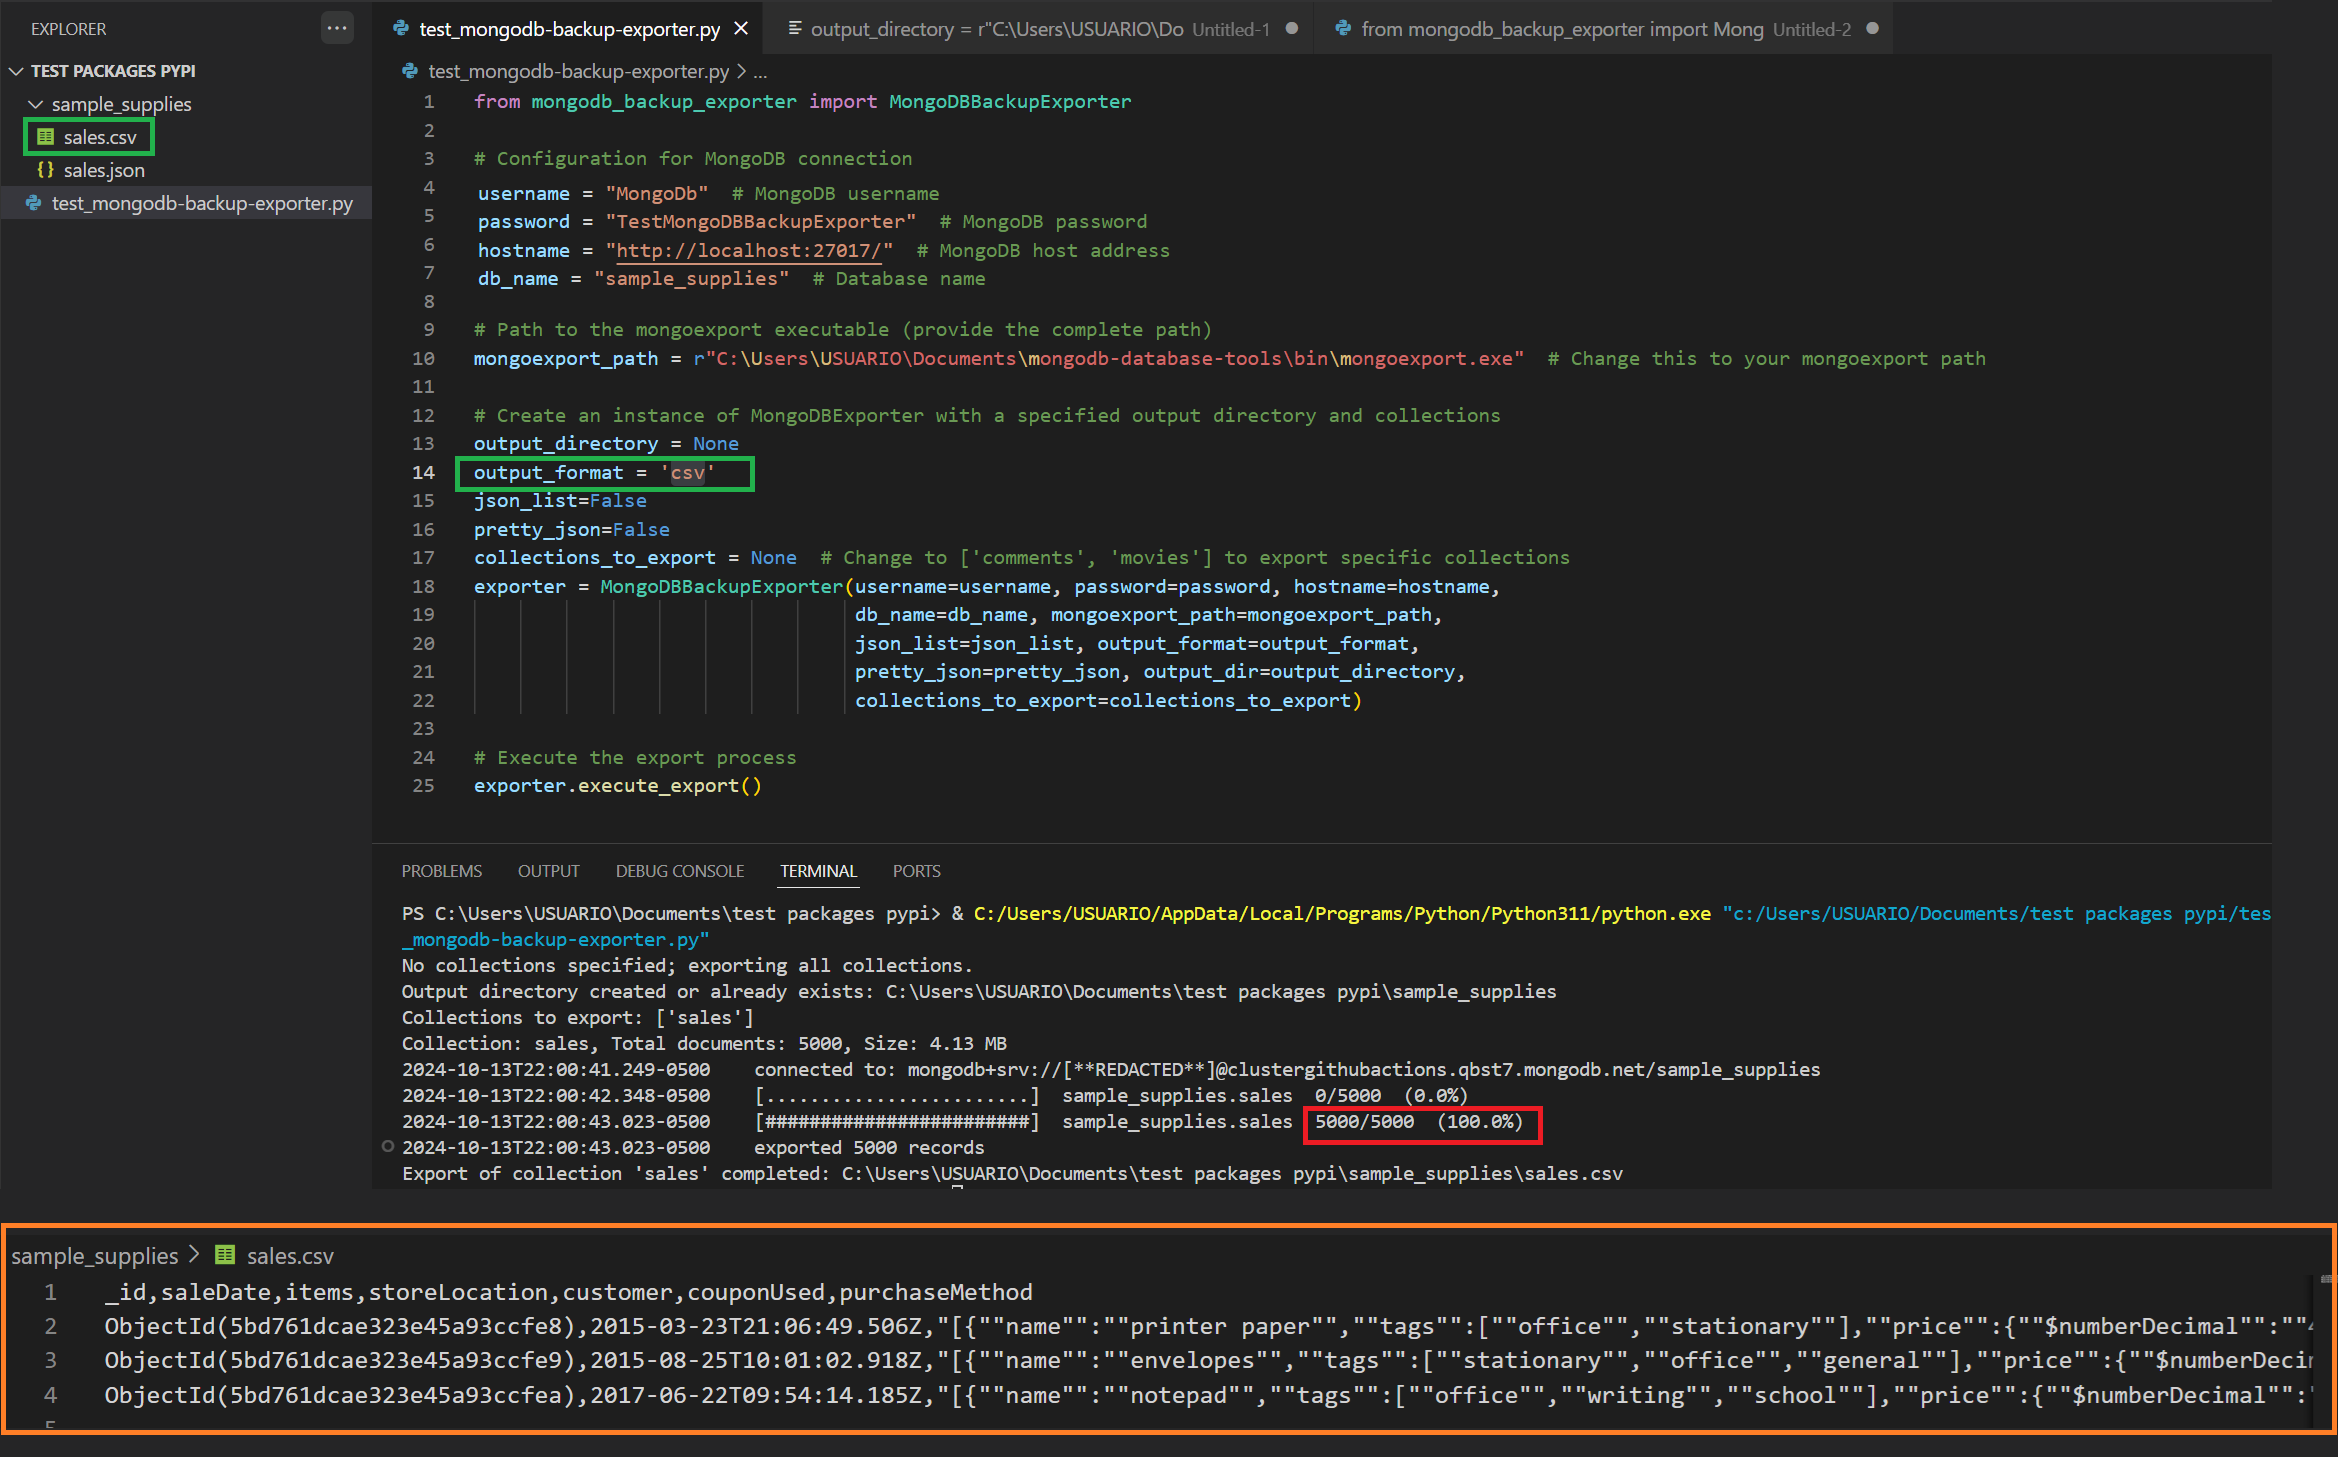 EXPLORER
...
TEST PACKAGES PYPI
sample_supplies
sales.csv
{} sales.json
test_mongodb-backup-exporter.py
test_mongodb-backup-exporter.py
output_directory = r"C:\Users\USUARIO\Do Untitled-1
from mongodb_backup_exporter import Mong Untitled-2
test_mongodb-backup-exporter.py > ...
1 from mongodb_backup_exporter import MongoDBBackupExporter
2
3 # Configuration for MongoDB connection
4 username = "MongoDb" # MongoDB username
5 password = "TestMongoDBBackupExporter" # MongoDB password
6 hostname = "http://localhost:27017/" # MongoDB host address
7 db_name = "sample_supplies" # Database name
8
9 # Path to the mongoexport executable (provide the complete path)
10 mongoexport_path = r"C:\Users\USUARIO\Documents\mongodb-database-tools\bin\mongoexport.exe" # Change this to your mongoexport path
11
12 # Create an instance of MongoDBExporter with a specified output directory and collections
13 output_directory = None
14 output_format = 'csv'
15 json_list=False
16 pretty_json=False
17 collections_to_export = None # Change to ['comments', 'movies'] to export specific collections
18 exporter = MongoDBBackupExporter(username=username, password=password, hostname=hostname,
19 db_name=db_name, mongoexport_path=mongoexport_path,
20 json_list=json_list, output_format=output_format,
21 pretty_json=pretty_json, output_dir=output_directory,
22 collections_to_export=collections_to_export)
23
24 # Execute the export process
25 exporter.execute_export()
PROBLEMS OUTPUT DEBUG CONSOLE TERMINAL PORTS
PS C:\Users\USUARIO\Documents\test packages pypi> & C:/Users/USUARIO/AppData/Local/Programs/Python/Python311/python.exe "c:/Users/USUARIO/Documents/test packages pypi/tes
_mongodb-backup-exporter.py"
No collections specified; exporting all collections.
Output directory created or already exists: C:\Users\USUARIO\Documents\test packages pypi\sample_supplies
Collections to export: ['sales']
Collection: sales, Total documents: 5000, Size: 4.13 MB
2024-10-13T22:00:41.249-0500 connected to: mongodb+srv://[**REDACTED**]@clustergithubactions.qbst7.mongodb.net/sample_supplies
2024-10-13T22:00:42.348-0500 [........................] sample_supplies.sales 0/5000 (0.0%)
2024-10-13T22:00:43.023-0500 [########################] sample_supplies.sales 5000/5000 (100.0%)
2024-10-13T22:00:43.023-0500 exported 5000 records
Export of collection 'sales' completed: C:\Users\USUARIO\Documents\test packages pypi\sample_supplies\sales.csv
sample_supplies > sales.csv
1 _id,saleDate,items,storeLocation,customer,couponUsed,purchaseMethod
2 ObjectId(5bd761dcae323e45a93ccfe8),2015-03-23T21:06:49.506Z,"[{""name"":""printer paper"",""tags"":[""office"",""stationary""],""price"":{""$numberDecimal"":""4
3 ObjectId(5bd761dcae323e45a93ccfe9),2015-08-25T10:01:02.918Z,"[{""name"":""envelopes"",""tags"":[""stationary"",""office"",""general""],""price"":{""$numberDecim
4 ObjectId(5bd761dcae323e45a93ccfea),2017-06-22T09:54:14.185Z,"[{""name"":""notepad"",""tags"":[""office"",""writing"",""school""],""price"":{""$numberDecimal"":"
5